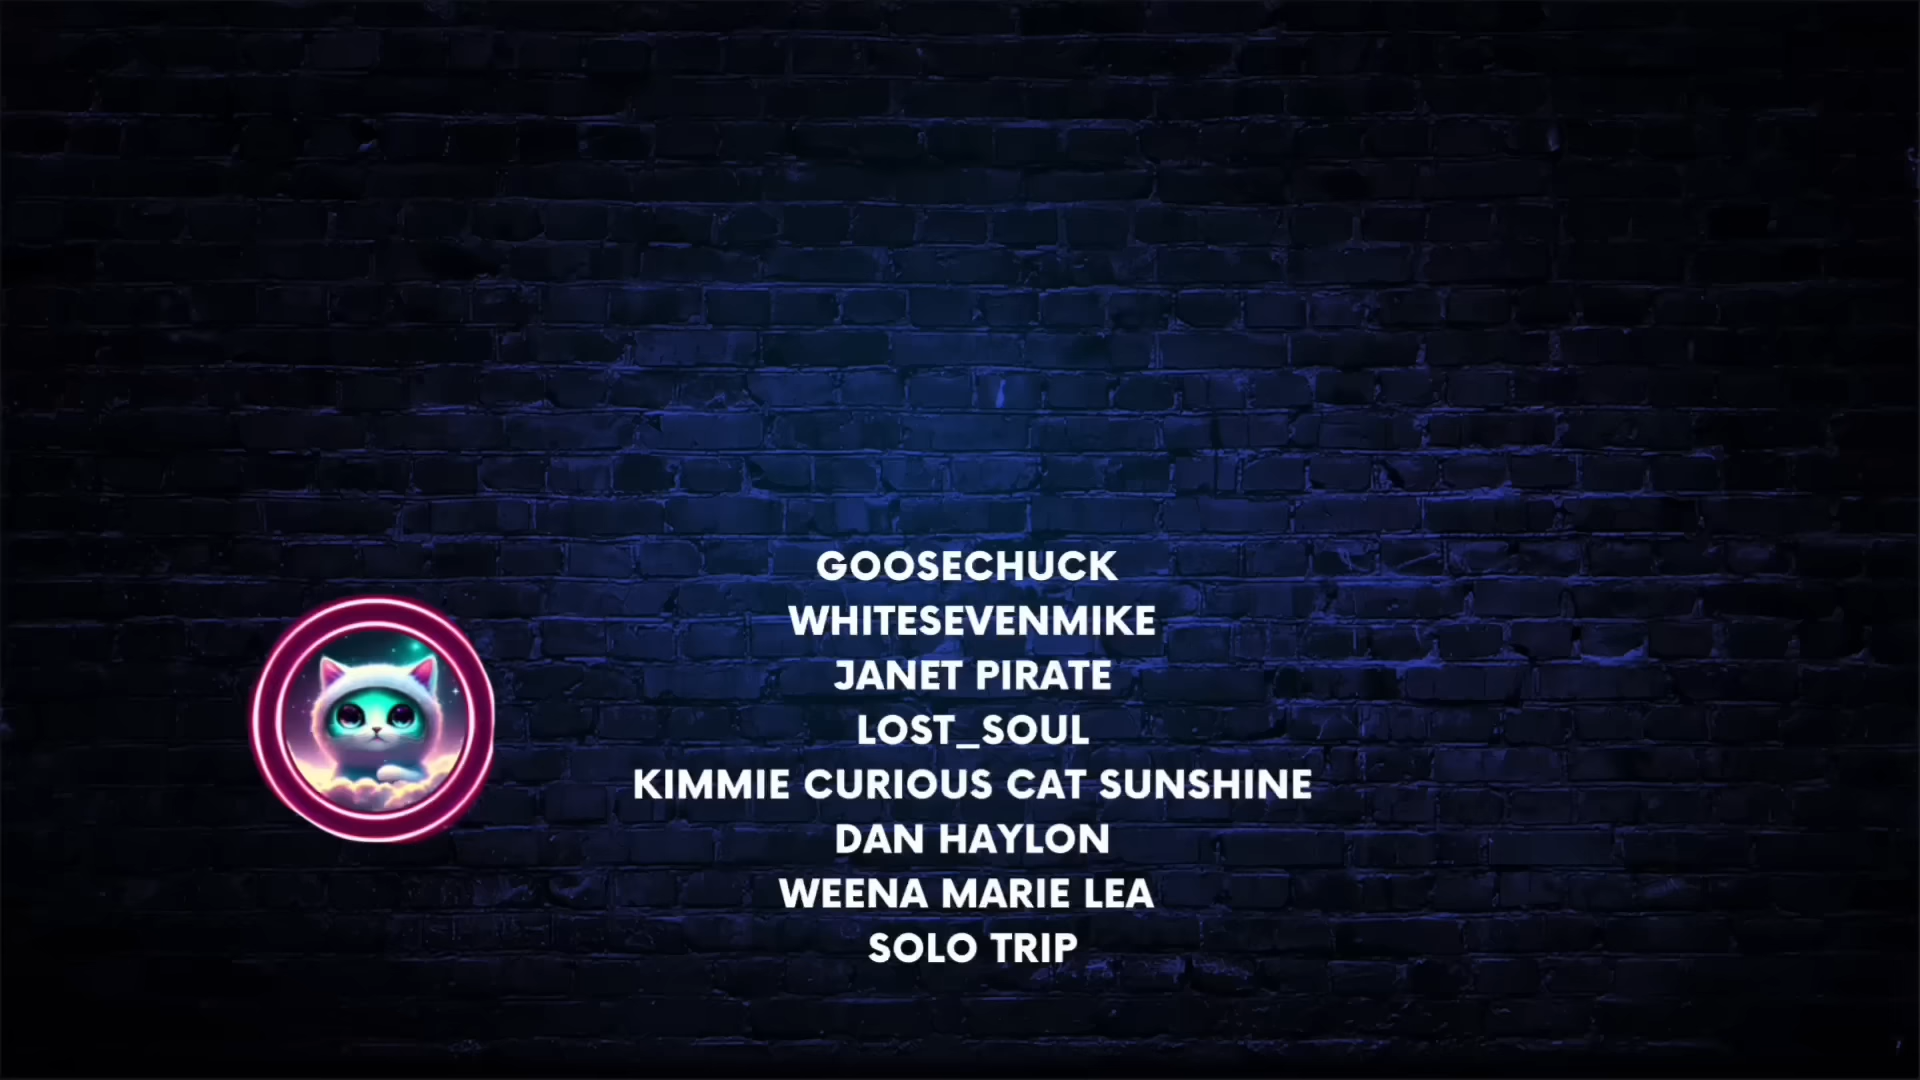 GOOSECHUCK
WHITESEVENMIKE
JANET PIRATE
LOST_SOUL
KIMMIE CURIOUS CAT SUNSHINE
DAN HAYLON
WEENA MARIE LEA
SOLO TRIP